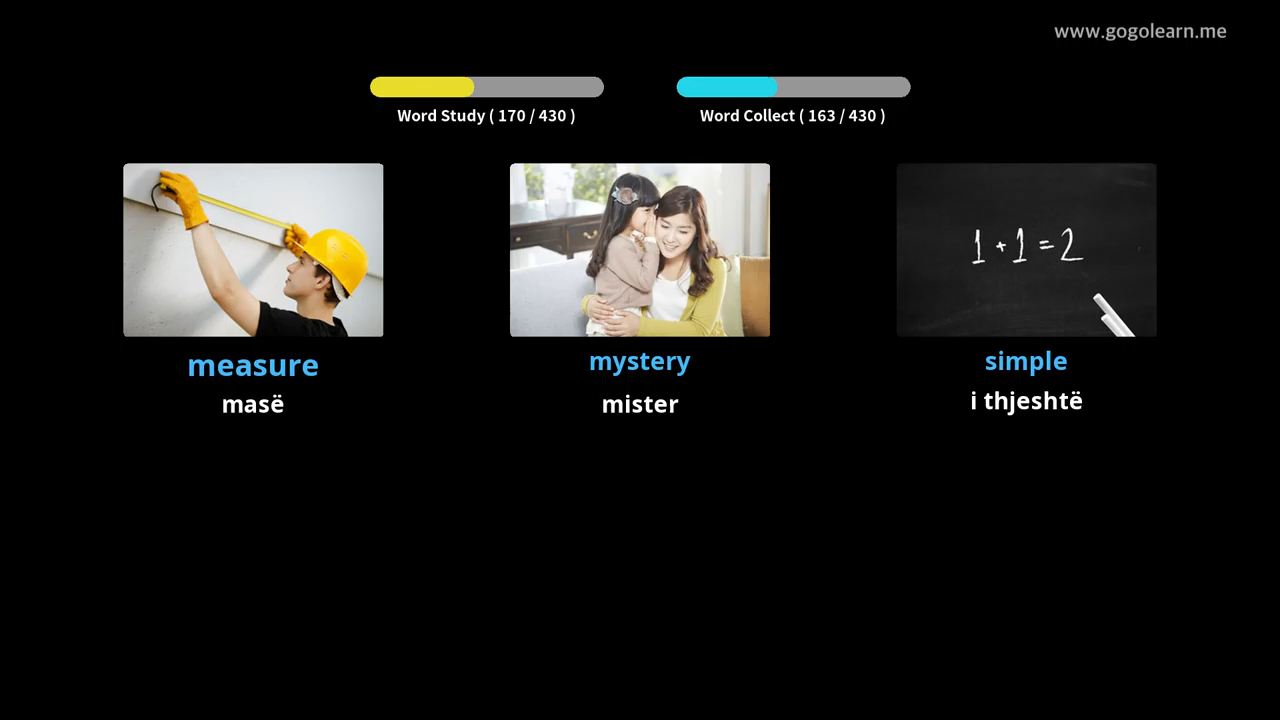 www.gogolearn.me
Word Study ( 170 / 430 )
Word Collect ( 163 / 430 )
1 + 1 = 2
measure
masë
mystery
mister
simple
i thjeshtë